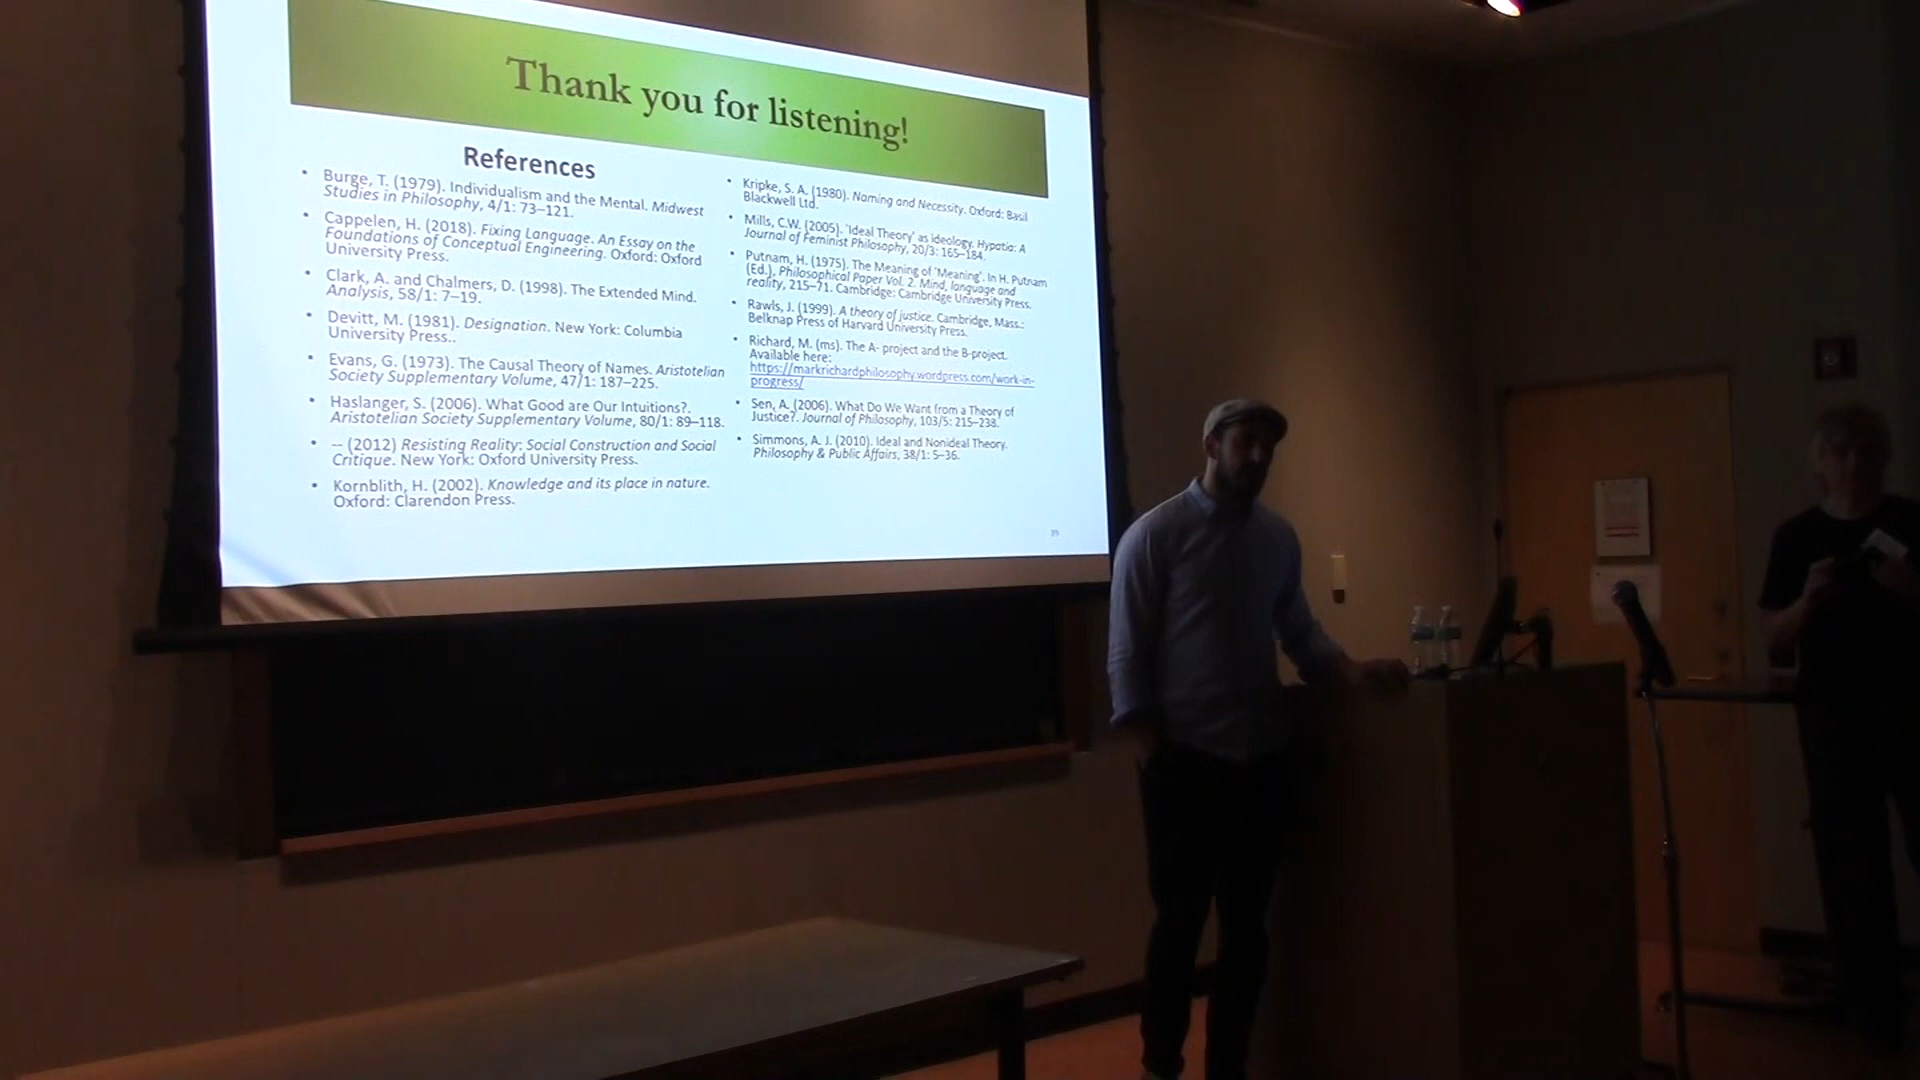 Thank you for listening!
References
• Burge, T. (1979). Individualism and the Mental. Midwest
Studies in Philosophy, 4/1: 73–121.
• Cappelen, H. (2018). Fixing Language. An Essay on the
Foundations of Conceptual Engineering. Oxford: Oxford
University Press.
• Clark, A. and Chalmers, D. (1998). The Extended Mind.
Analysis, 58/1: 7–19.
• Devitt, M. (1981). Designation. New York: Columbia
University Press..
• Evans, G. (1973). The Causal Theory of Names. Aristotelian
Society Supplementary Volume, 47/1: 187–225.
• Haslanger, S. (2006). What Good are Our Intuitions?.
Aristotelian Society Supplementary Volume, 80/1: 89–118.
• -- (2012) Resisting Reality: Social Construction and Social
Critique. New York: Oxford University Press.
• Kornblith, H. (2002). Knowledge and its place in nature.
Oxford: Clarendon Press.
• Kripke, S. A. (1980). Naming and Necessity. Oxford: Basil
Blackwell Ltd.
• Mills, C.W. (2005). 'Ideal Theory' as ideology. Hypatia: A
Journal of Feminist Philosophy, 20/3: 165–184.
• Putnam, H. (1975). The Meaning of 'Meaning'. In H. Putnam
(Ed.), Philosophical Paper Vol. 2. Mind, language and
reality, 215–71. Cambridge: Cambridge University Press.
• Rawls, J. (1999). A theory of justice. Cambridge, Mass.:
Belknap Press of Harvard University Press.
• Richard, M. (ms). The A- project and the B-project.
Available here:
https://markrichardphilosophy.wordpress.com/work-in-
progress/
• Sen, A. (2006). What Do We Want from a Theory of
Justice?. Journal of Philosophy, 103/5: 215–238.
• Simmons, A. J. (2010). Ideal and Nonideal Theory.
Philosophy & Public Affairs, 38/1: 5–36.